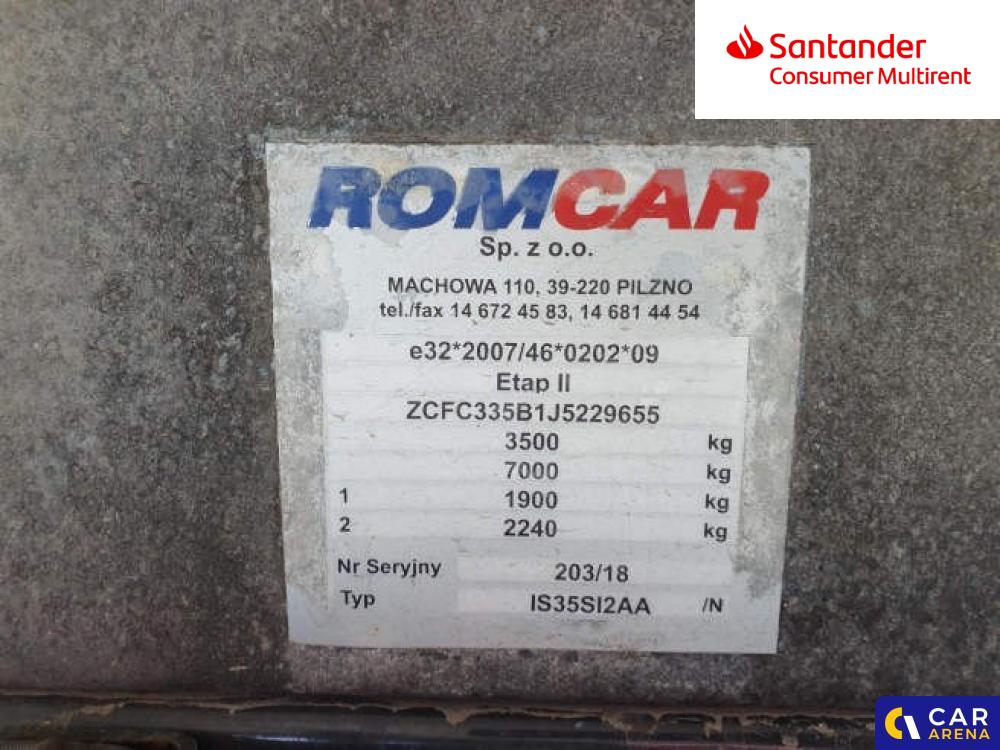 Santander
Consumer Multirent
ROMCAR
Sp. z o.o.
MACHOWA 110, 39-220 PILZNO
tel./fax 14 672 45 83, 14 681 44 54
e32*2007/46*0202*09
Etap II
ZCFC335B1J5229655
3500 kg
7000 kg
1 1900 kg
2 2240 kg
Nr Seryjny 203/18
Typ IS35SI2AA /N
CAR
ARENA